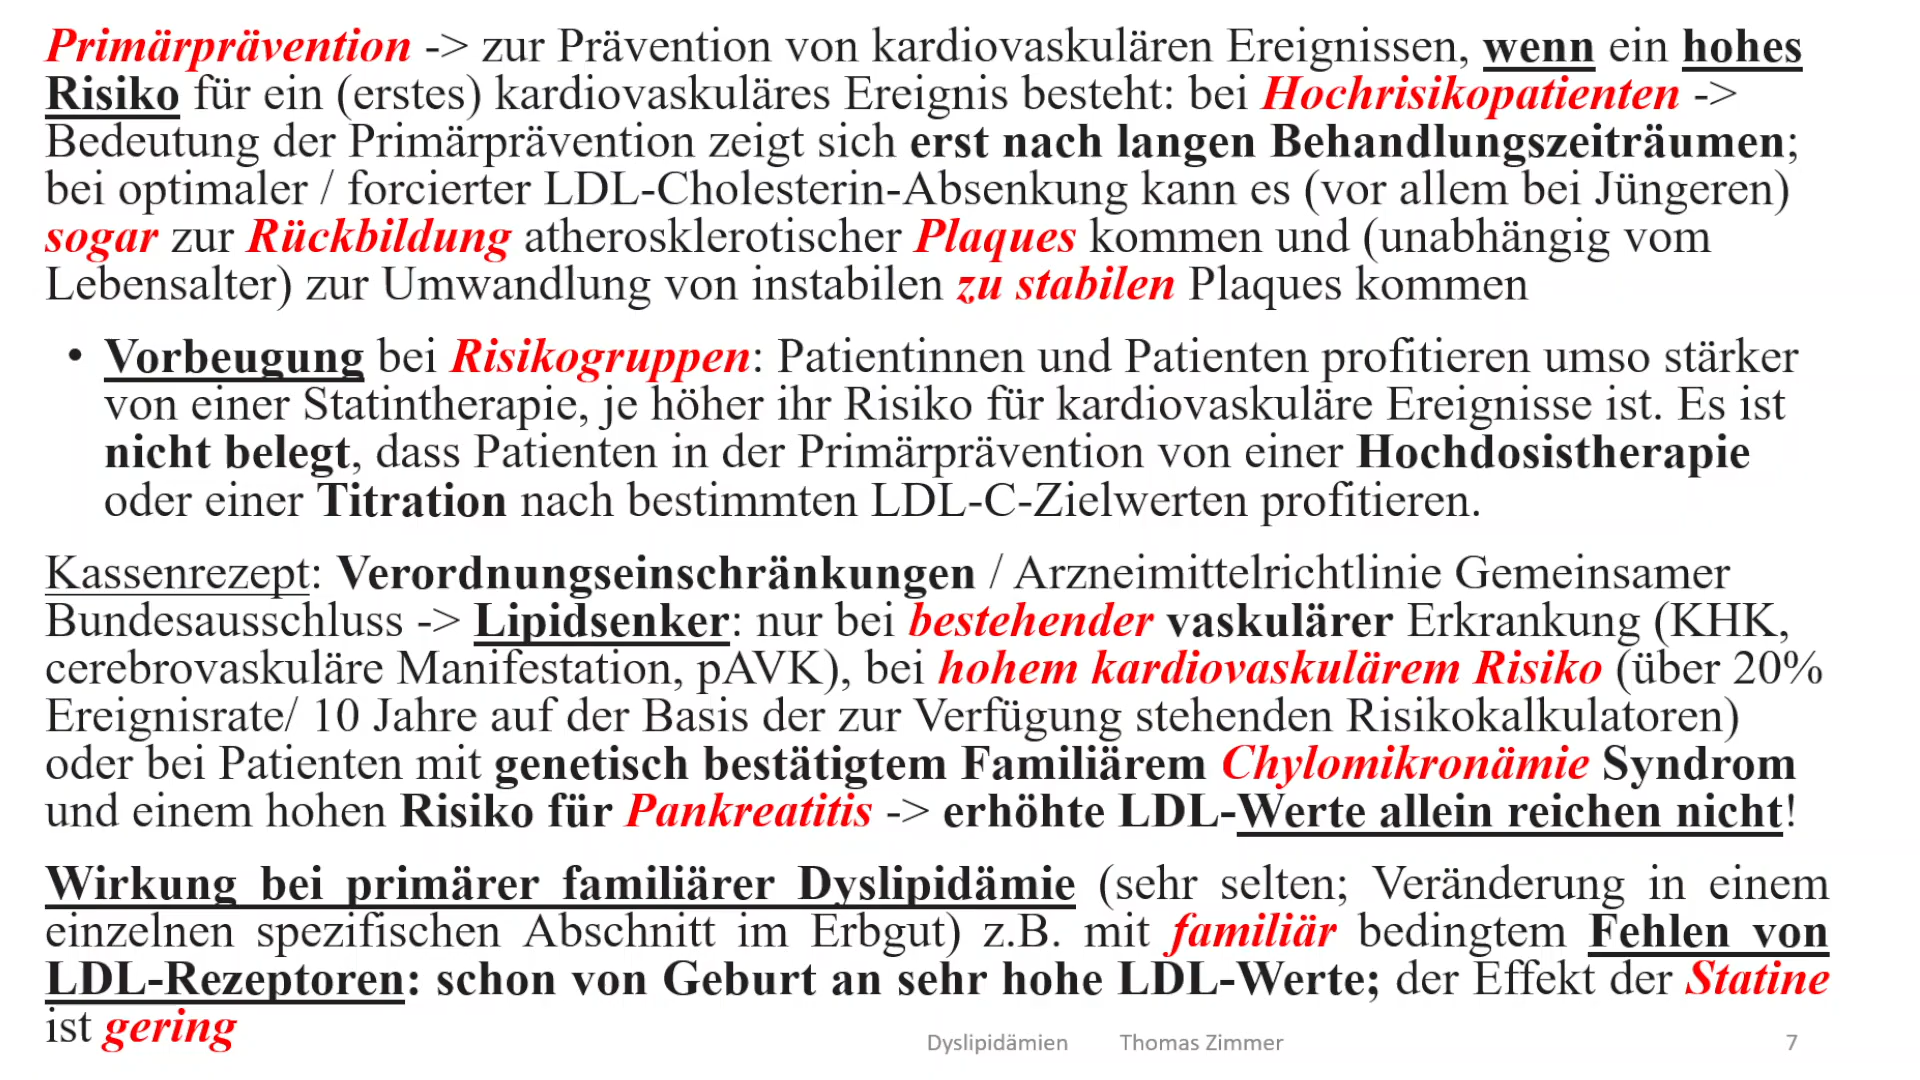 Primärprävention -> zur Prävention von kardiovaskulären Ereignissen, wenn ein hohes
Risiko für ein (erstes) kardiovaskuläres Ereignis besteht: bei Hochrisikopatienten ->
Bedeutung der Primärprävention zeigt sich erst nach langen Behandlungszeiträumen;
bei optimaler / forcierter LDL-Cholesterin-Absenkung kann es (vor allem bei Jüngeren)
sogar zur Rückbildung atherosklerotischer Plaques kommen und (unabhängig vom
Lebensalter) zur Umwandlung von instabilen zu stabilen Plaques kommen
• Vorbeugung bei Risikogruppen: Patientinnen und Patienten profitieren umso stärker
von einer Statintherapie, je höher ihr Risiko für kardiovaskuläre Ereignisse ist. Es ist
nicht belegt, dass Patienten in der Primärprävention von einer Hochdosistherapie
oder einer Titration nach bestimmten LDL-C-Zielwerten profitieren.
Kassenrezept: Verordnungseinschränkungen / Arzneimittelrichtlinie Gemeinsamer
Bundesausschluss -> Lipidsenker: nur bei bestehender vaskulärer Erkrankung (KHK,
cerebrovaskuläre Manifestation, pAVK), bei hohem kardiovaskulärem Risiko (über 20%
Ereignisrate/ 10 Jahre auf der Basis der zur Verfügung stehenden Risikokalkulatoren)
oder bei Patienten mit genetisch bestätigtem Familiärem Chylomikronämie Syndrom
und einem hohen Risiko für Pankreatitis -> erhöhte LDL-Werte allein reichen nicht!
Wirkung bei primärer familiärer Dyslipidämie (sehr selten; Veränderung in einem
einzelnen spezifischen Abschnitt im Erbgut) z.B. mit familiär bedingtem Fehlen von
LDL-Rezeptoren: schon von Geburt an sehr hohe LDL-Werte; der Effekt der Statine
ist gering
Dyslipidämien Thomas Zimmer 7